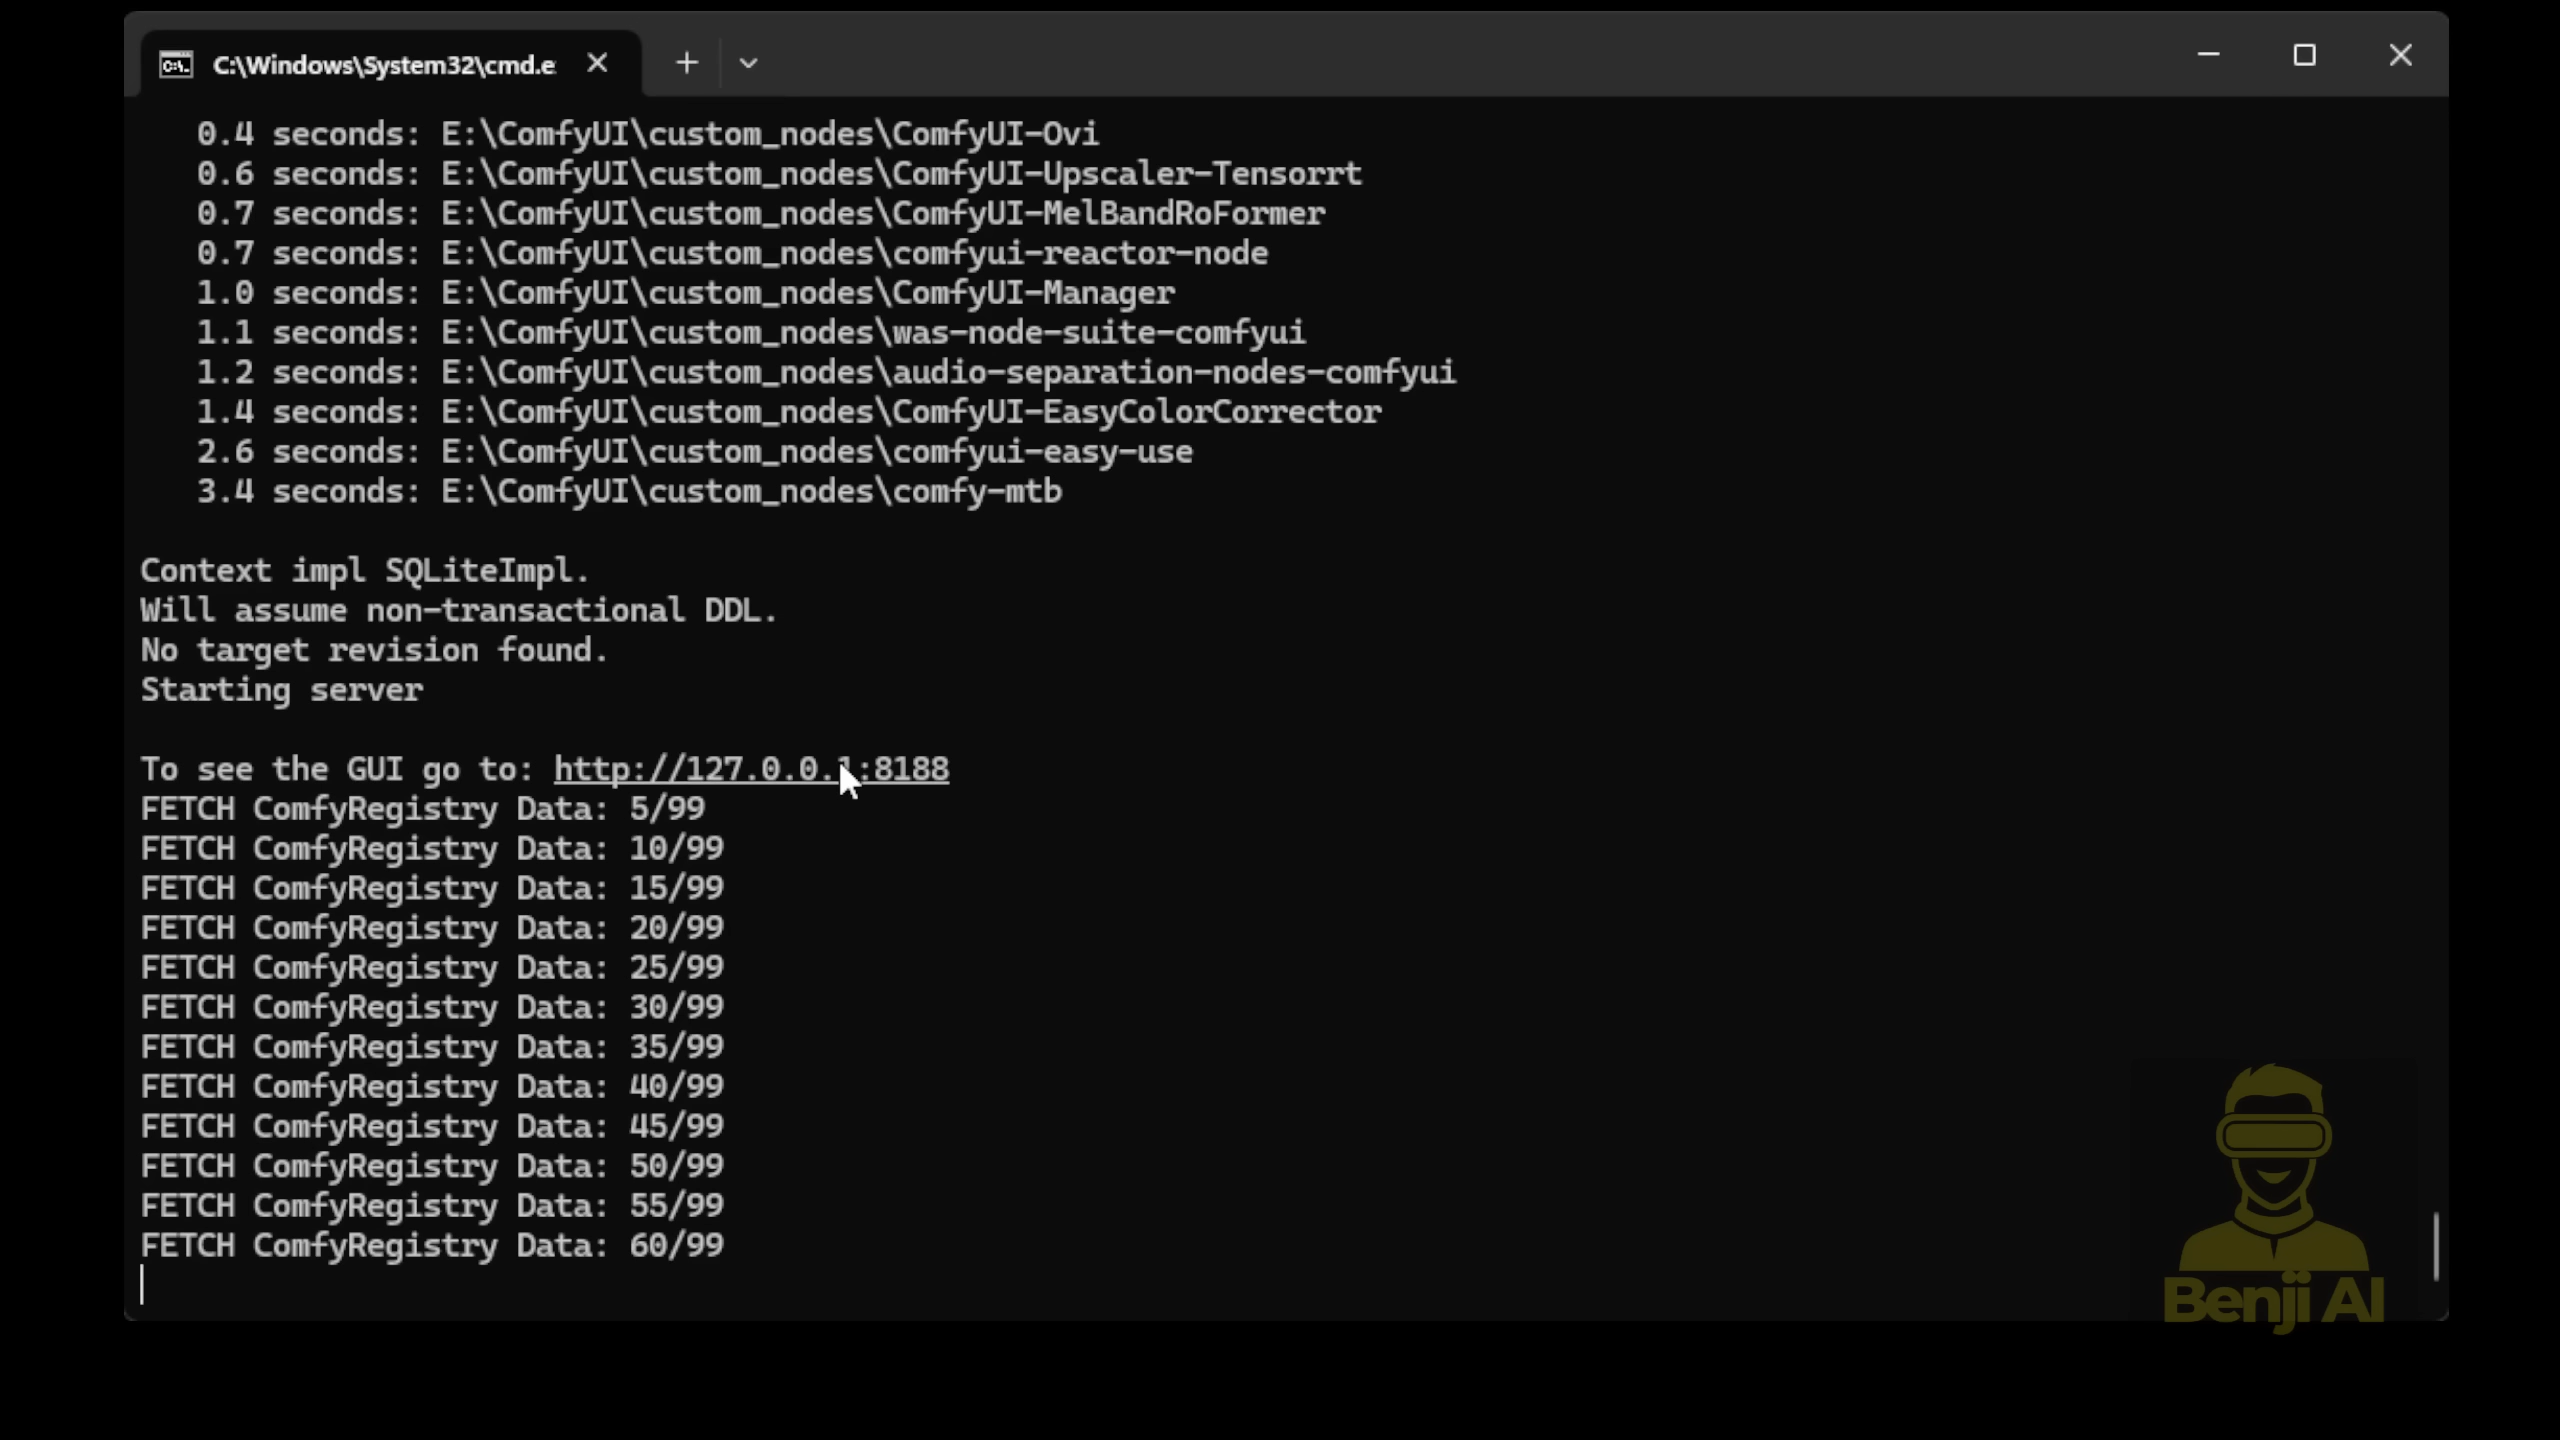 C:\Windows\System32\cmd.e
0.4 seconds: E:\ComfyUI\custom_nodes\ComfyUI-Ovi
0.6 seconds: E:\ComfyUI\custom_nodes\ComfyUI-Upscaler-Tensorrt
0.7 seconds: E:\ComfyUI\custom_nodes\ComfyUI-MelBandRoFormer
0.7 seconds: E:\ComfyUI\custom_nodes\comfyui-reactor-node
1.0 seconds: E:\ComfyUI\custom_nodes\ComfyUI-Manager
1.1 seconds: E:\ComfyUI\custom_nodes\was-node-suite-comfyui
1.2 seconds: E:\ComfyUI\custom_nodes\audio-separation-nodes-comfyui
1.4 seconds: E:\ComfyUI\custom_nodes\ComfyUI-EasyColorCorrector
2.6 seconds: E:\ComfyUI\custom_nodes\comfyui-easy-use
3.4 seconds: E:\ComfyUI\custom_nodes\comfy-mtb
Context impl SQLiteImpl.
Will assume non-transactional DDL.
No target revision found.
Starting server
To see the GUI go to: http://127.0.0.1:8188
FETCH ComfyRegistry Data: 5/99
FETCH ComfyRegistry Data: 10/99
FETCH ComfyRegistry Data: 15/99
FETCH ComfyRegistry Data: 20/99
FETCH ComfyRegistry Data: 25/99
FETCH ComfyRegistry Data: 30/99
FETCH ComfyRegistry Data: 35/99
FETCH ComfyRegistry Data: 40/99
FETCH ComfyRegistry Data: 45/99
FETCH ComfyRegistry Data: 50/99
FETCH ComfyRegistry Data: 55/99
FETCH ComfyRegistry Data: 60/99
Benji AI